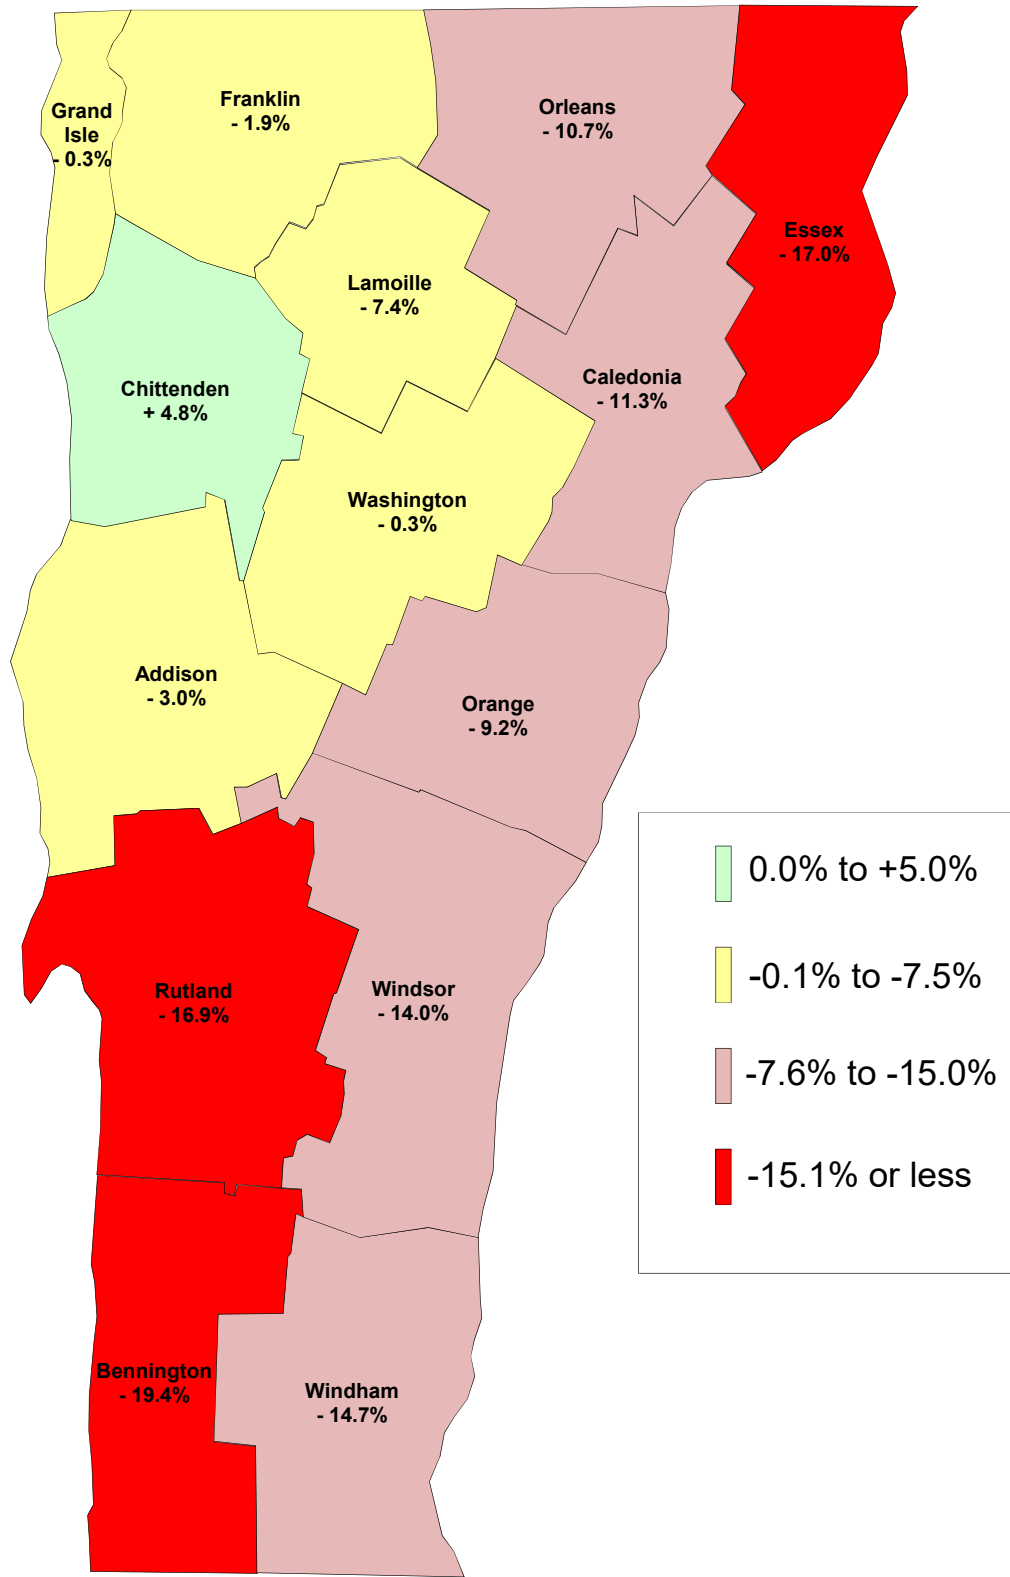 Grand
Isle
- 0.3%
Franklin
- 1.9%
Orleans
- 10.7%
Essex
- 17.0%
Lamoille
- 7.4%
Chittenden
+ 4.8%
Caledonia
- 11.3%
Washington
- 0.3%
Addison
- 3.0%
Orange
- 9.2%
Rutland
- 16.9%
Windsor
- 14.0%
Bennington
- 19.4%
Windham
- 14.7%
0.0% to +5.0%
-0.1% to -7.5%
-7.6% to -15.0%
-15.1% or less